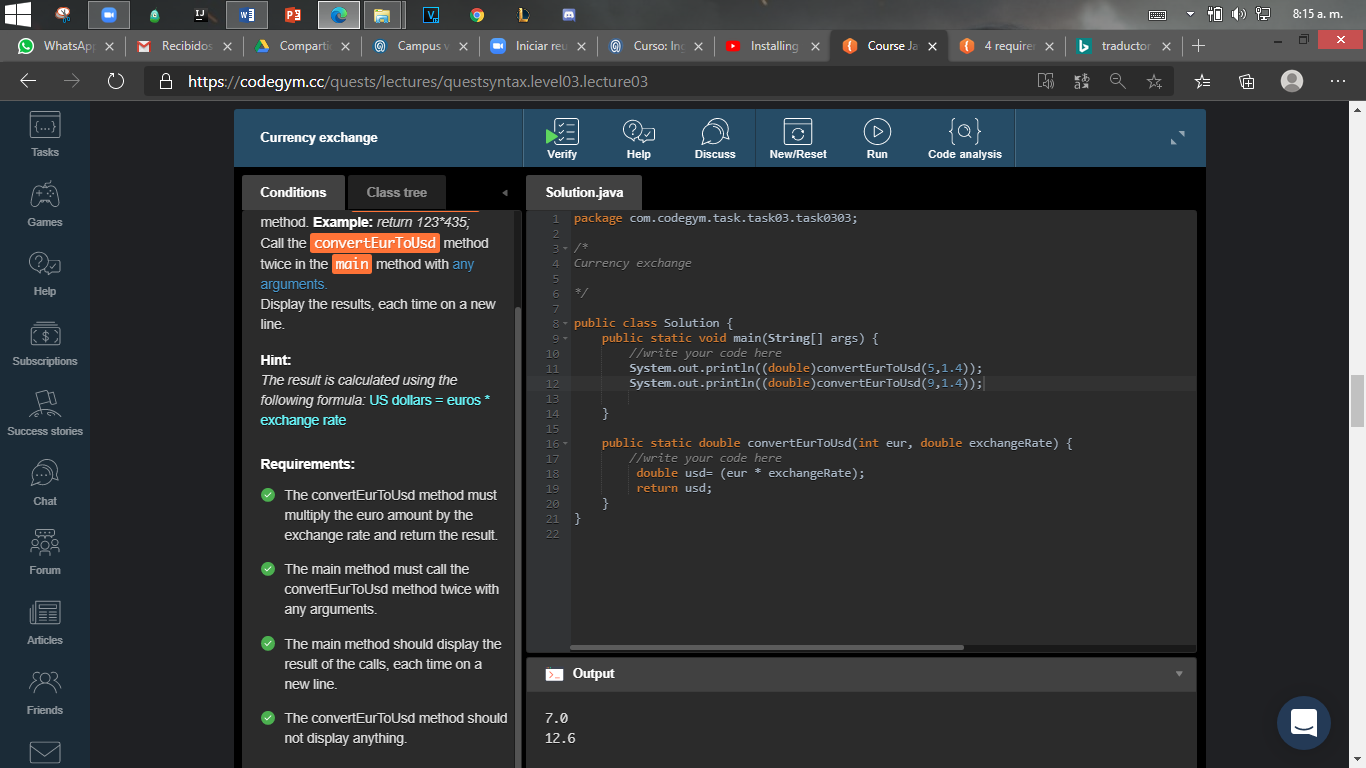 8:15 a. m.
WhatsAp
Recibidos
Comparti
Campus v
Iniciar reu
Curso: In
Installing
Course Ja
4 require
traductor
https://codegym.cc/quests/lectures/questsyntax.level03.lecture03
Tasks
Games
Help
Subscriptions
Success stories
Chat
Forum
Articles
Friends
Currency exchange
Verify
Help
Discuss
New/Reset
Run
Code analysis
Conditions
Class tree
method. Example: return 123*435;
Call the convertEurToUsd method
twice in the main method with any
arguments.
Display the results, each time on a new
line.
Hint:
The result is calculated using the
following formula: US dollars = euros *
exchange rate
Requirements:
The convertEurToUsd method must
multiply the euro amount by the
exchange rate and return the result.
The main method must call the
convertEurToUsd method twice with
any arguments.
The main method should display the
result of the calls, each time on a
new line.
The convertEurToUsd method should
not display anything.
Solution.java
1 package com.codegym.task.task03.task0303;
2
3 /*
4 Currency exchange
5
6 */
7
8 public class Solution {
9 public static void main(String[] args) {
10 //write your code here
11 System.out.println((double)convertEurToUsd(5,1.4));
12 System.out.println((double)convertEurToUsd(9,1.4));
13
14 }
15
16 public static double convertEurToUsd(int eur, double exchangeRate) {
17 //write your code here
18 double usd= (eur * exchangeRate);
19 return usd;
20 }
21 }
22
Output
7.0
12.6